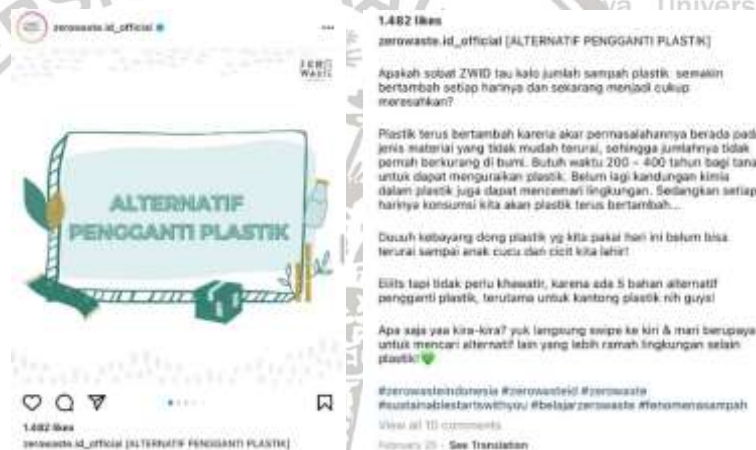 zerowaste.id_official
ZERO
WASTE
ALTERNATIF
PENGGANTI PLASTIK
1.482 likes
zerowaste.id_official [ALTERNATIF PENGGANTI PLASTIK]
1.482 likes
zerowaste.id_official [ALTERNATIF PENGGANTI PLASTIK]
Apakah sobat ZWID tau kalo jumlah sampah plastik semakin
bertambah setiap harinya dan sekarang menjadi cukup
meresahkan?
Plastik terus bertambah karena akar permasalahannya berada pada
jenis material yang tidak mudah terurai, sehingga jumlahnya tidak
pernah berkurang di bumi. Butuh waktu 200 - 400 tahun bagi tana
untuk dapat menguraikan plastik. Belum lagi kandungan kimia
dalam plastik juga dapat mencemari lingkungan. Sedangkan setiap
harinya konsumsi kita akan plastik terus bertambah...
Duuuh kebayang dong plastik yg kita pakai hari ini belum bisa
terurai sampai anak cucu dan cicit kita lahir!
Eiiits tapi tidak perlu khawatir, karena ada 5 bahan alternatif
pengganti plastik, terutama untuk kantong plastik nih guys!
Apa saja yaa kira-kira? yuk langsung swipe ke kiri & mari berupaya
untuk mencari alternatif lain yang lebih ramah lingkungan selain
plastik!💚
#zerowasteindonesia #zerowasteid #zerowaste
#sustainablestartswithyou #belajarzerowaste #fenomenasampah
View all 10 comments
February 25 · See Translation